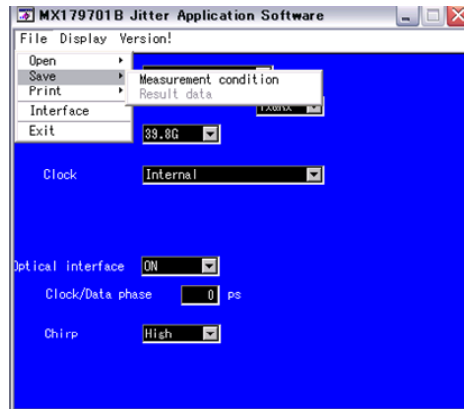 MX179701B Jitter Application Software
File Display Version!
Open
Save
Measurement condition
Print
Result data
Interface
Exit
39.8G
Clock Internal
Optical interface ON
Clock/Data phase 0 ps
Chirp High